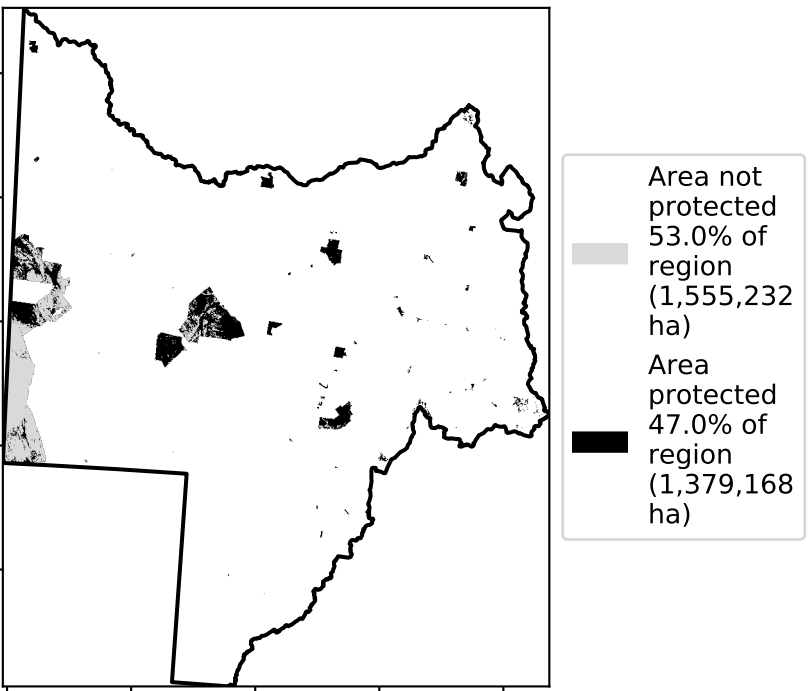 Area not
protected
53.0% of
region
(1,555,232
ha)
Area
protected
47.0% of
region
(1,379,168
ha)